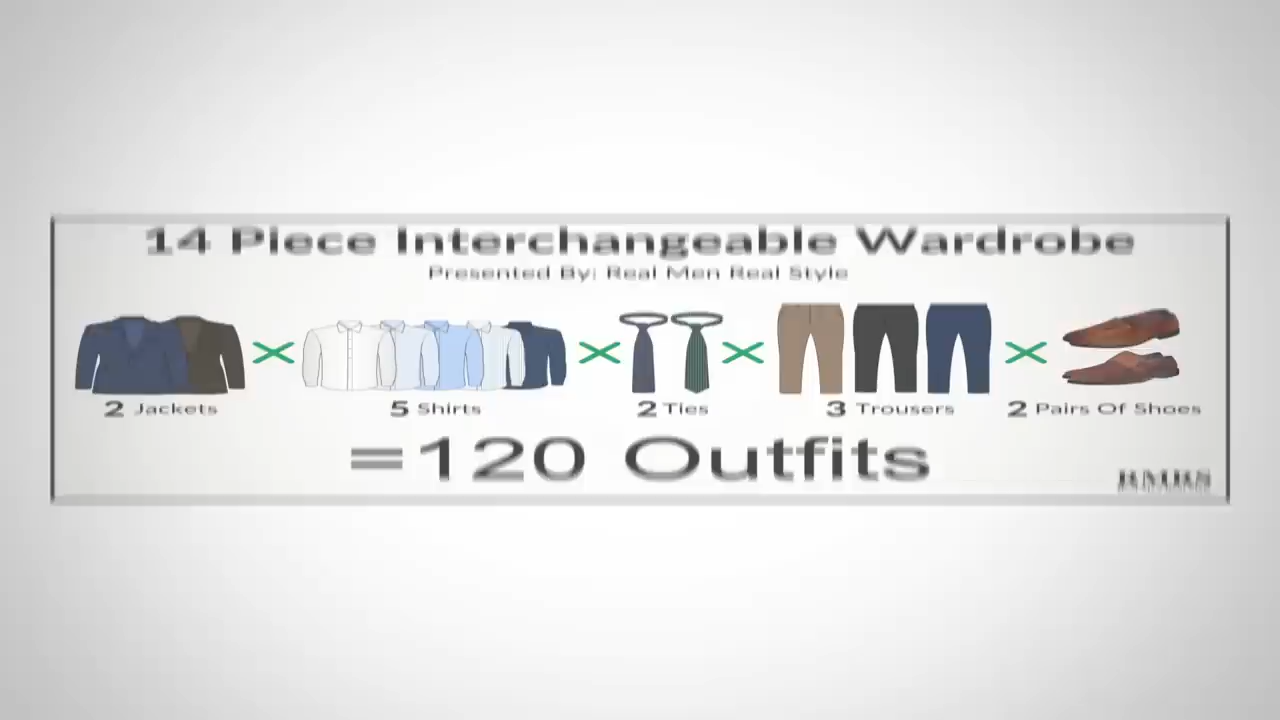 14 Piece Interchangeable Wardrobe
Presented By: Real Men Real Style
2 Jackets
5 Shirts
2 Ties
3 Trousers
2 Pairs Of Shoes
=120 Outfits
RMRS